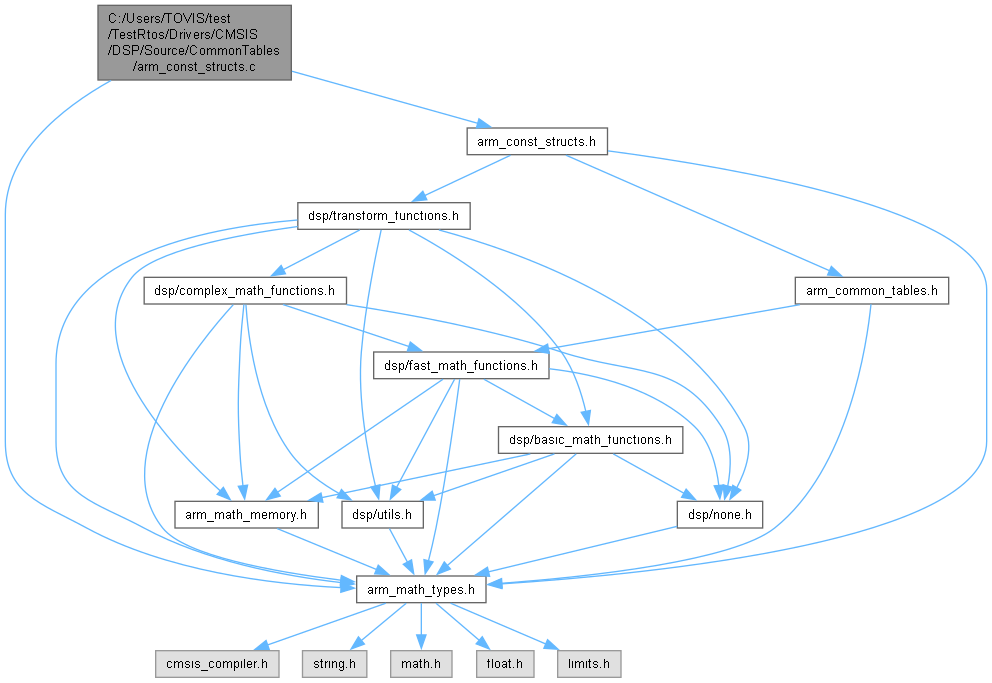 C:/Users/TOVIS/test
/TestRtos/Drivers/CMSIS
/DSP/Source/CommonTables
/arm_const_structs.c
arm_const_structs.h
dsp/transform_functions.h
dsp/complex_math_functions.h
arm_common_tables.h
dsp/fast_math_functions.h
dsp/basic_math_functions.h
arm_math_memory.h
dsp/utils.h
dsp/none.h
arm_math_types.h
cmsis_compiler.h
string.h
math.h
float.h
limits.h